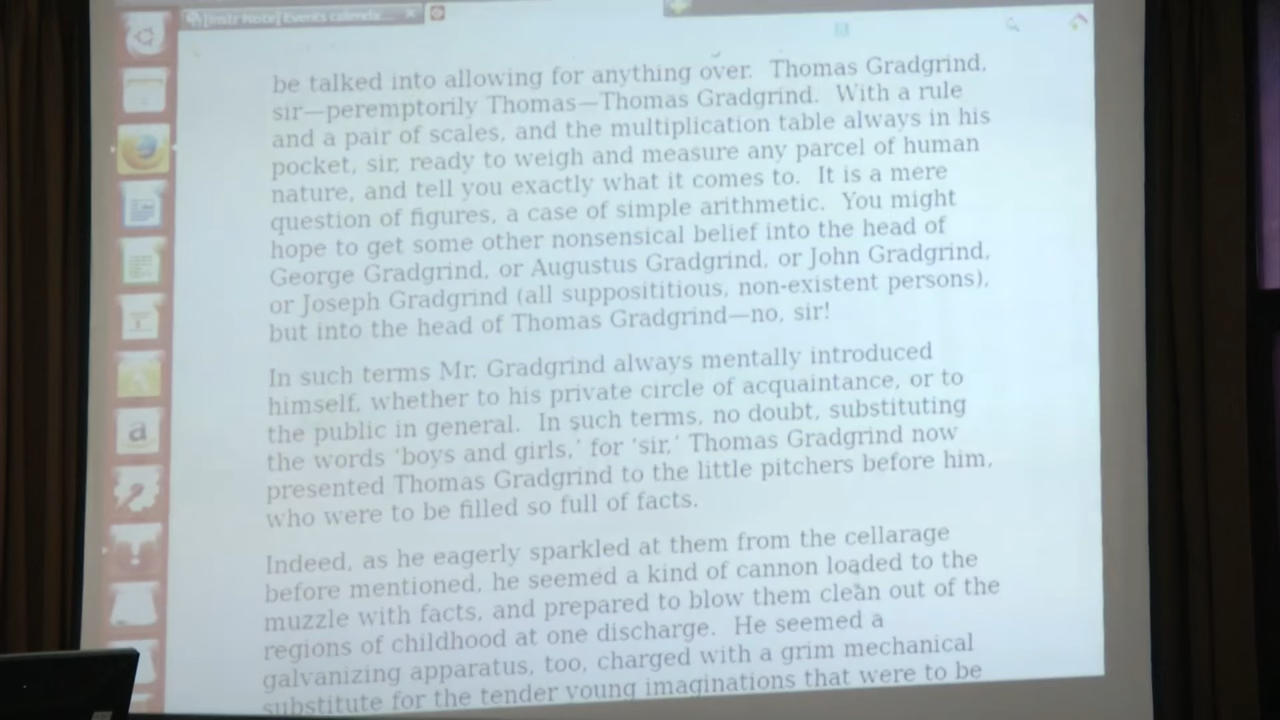 [Instr Note] Events calenda...
be talked into allowing for anything over. Thomas Gradgrind,
sir—peremptorily Thomas—Thomas Gradgrind. With a rule
and a pair of scales, and the multiplication table always in his
pocket, sir, ready to weigh and measure any parcel of human
nature, and tell you exactly what it comes to. It is a mere
question of figures, a case of simple arithmetic. You might
hope to get some other nonsensical belief into the head of
George Gradgrind, or Augustus Gradgrind, or John Gradgrind,
or Joseph Gradgrind (all supposititious, non-existent persons),
but into the head of Thomas Gradgrind—no, sir!
In such terms Mr. Gradgrind always mentally introduced
himself, whether to his private circle of acquaintance, or to
the public in general. In such terms, no doubt, substituting
the words ‘boys and girls,’ for ‘sir,’ Thomas Gradgrind now
presented Thomas Gradgrind to the little pitchers before him,
who were to be filled so full of facts.
Indeed, as he eagerly sparkled at them from the cellarage
before mentioned, he seemed a kind of cannon loaded to the
muzzle with facts, and prepared to blow them clean out of the
regions of childhood at one discharge. He seemed a
galvanizing apparatus, too, charged with a grim mechanical
substitute for the tender young imaginations that were to be
a